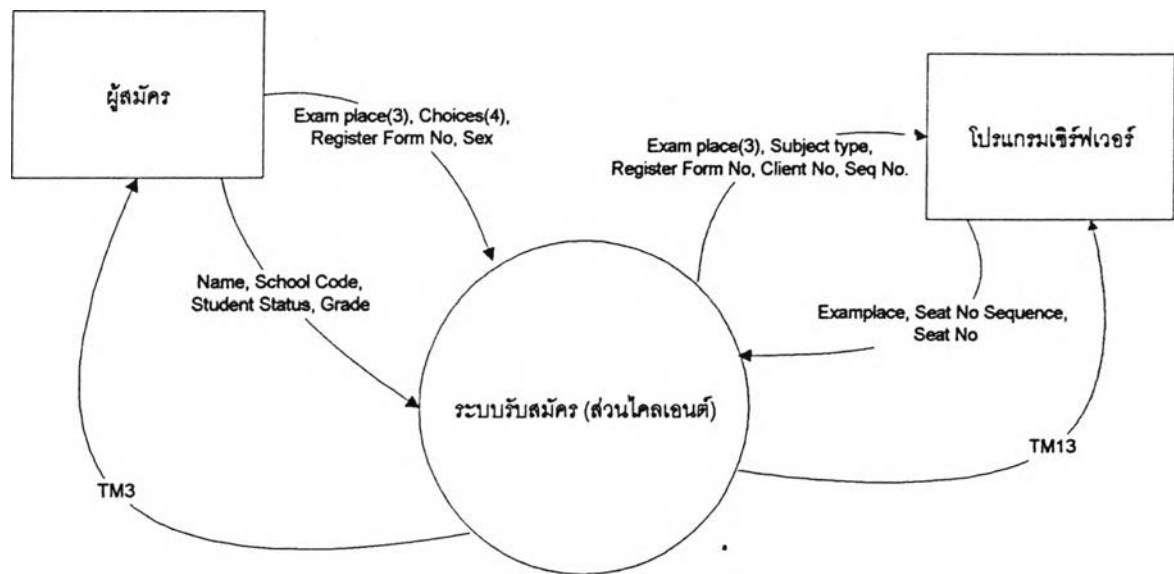 ผู้สมัคร
Exam place(3), Choices(4),
Register Form No, Sex
Exam place(3), Subject type,
Register Form No, Client No, Seq No.
โปรแกรมเซิร์ฟเวอร์
Name, School Code,
Student Status, Grade
Examplace, Seat No Sequence,
Seat No
ระบบรับสมัคร (ส่วนไคลเอนต์)
TM13
TM3